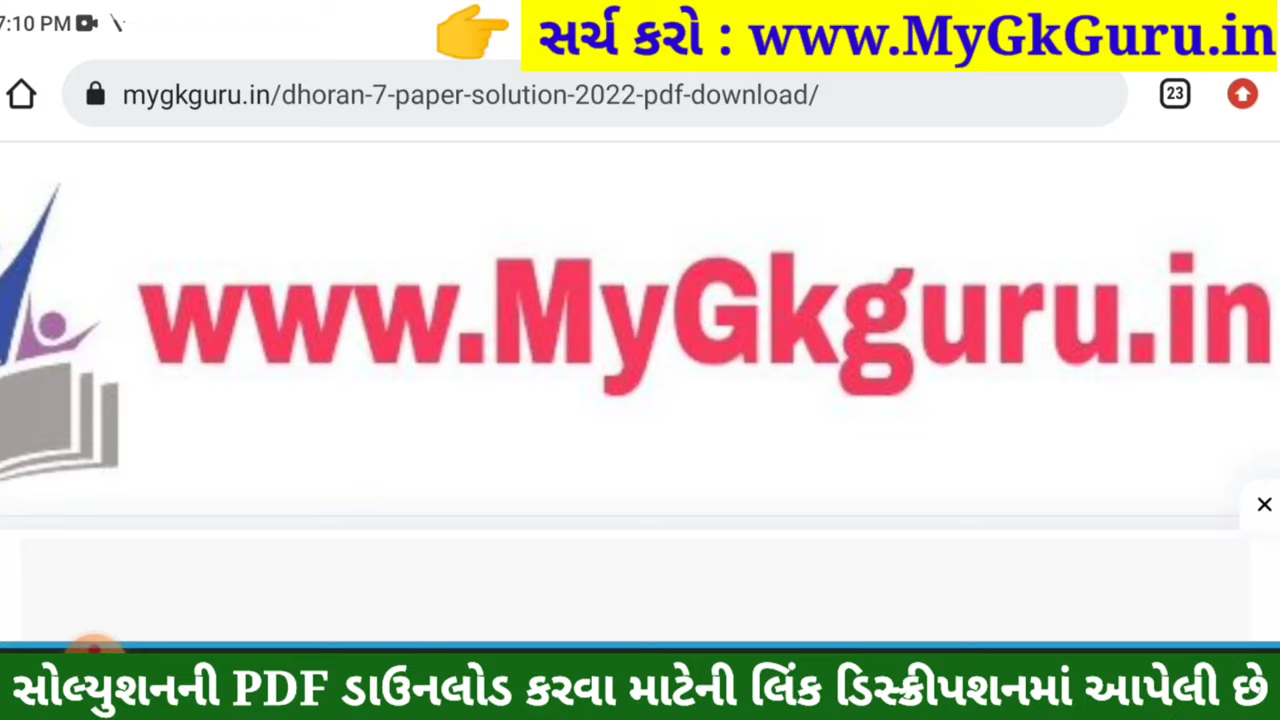 7:10 PM
સર્ચ કરો : www.MyGkGuru.in
mygkguru.in/dhoran-7-paper-solution-2022-pdf-download/
23
www.MyGkguru.in
સોલ્યુશનની PDF ડાઉનલોડ કરવા માટેની લિંક ડિસ્ક્રીપશનમાં આપેલી છે